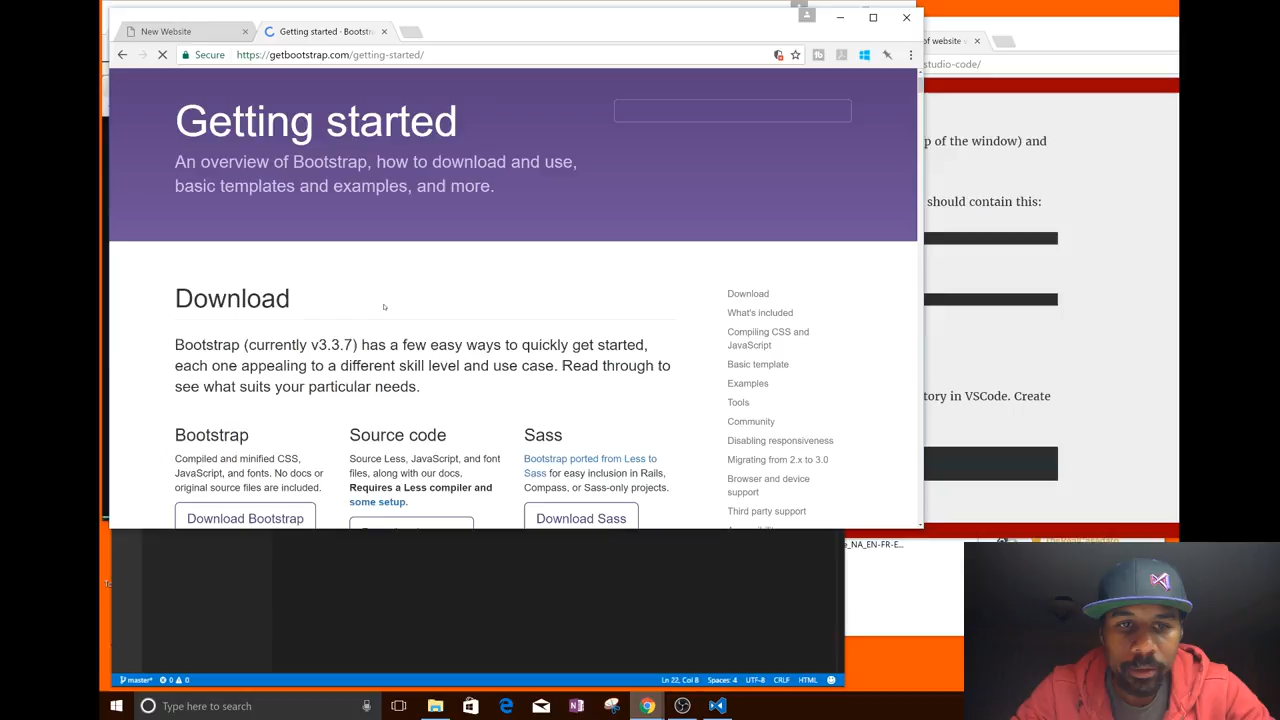 New Website
Getting started · Bootstr
of website v
Secure
https://getbootstrap.com/getting-started/
studio-code/
Getting started
An overview of Bootstrap, how to download and use,
basic templates and examples, and more.
p of the window) and
should contain this:
Download
Bootstrap (currently v3.3.7) has a few easy ways to quickly get started,
each one appealing to a different skill level and use case. Read through to
see what suits your particular needs.
Bootstrap
Compiled and minified CSS,
JavaScript, and fonts. No docs or
original source files are included.
Download Bootstrap
Source code
Source Less, JavaScript, and font
files, along with our docs.
Requires a Less compiler and
some setup.
Sass
Bootstrap ported from Less to
Sass for easy inclusion in Rails,
Compass, or Sass-only projects.
Download Sass
Download
What's included
Compiling CSS and
JavaScript
Basic template
Examples
Tools
Community
Disabling responsiveness
Migrating from 2.x to 3.0
Browser and device
support
Third party support
tory in VSCode. Create
e_NA_EN-FR-E...
master*
0
0
Ln 22, Col 8
Spaces: 4
UTF-8
CRLF
HTML
Type here to search